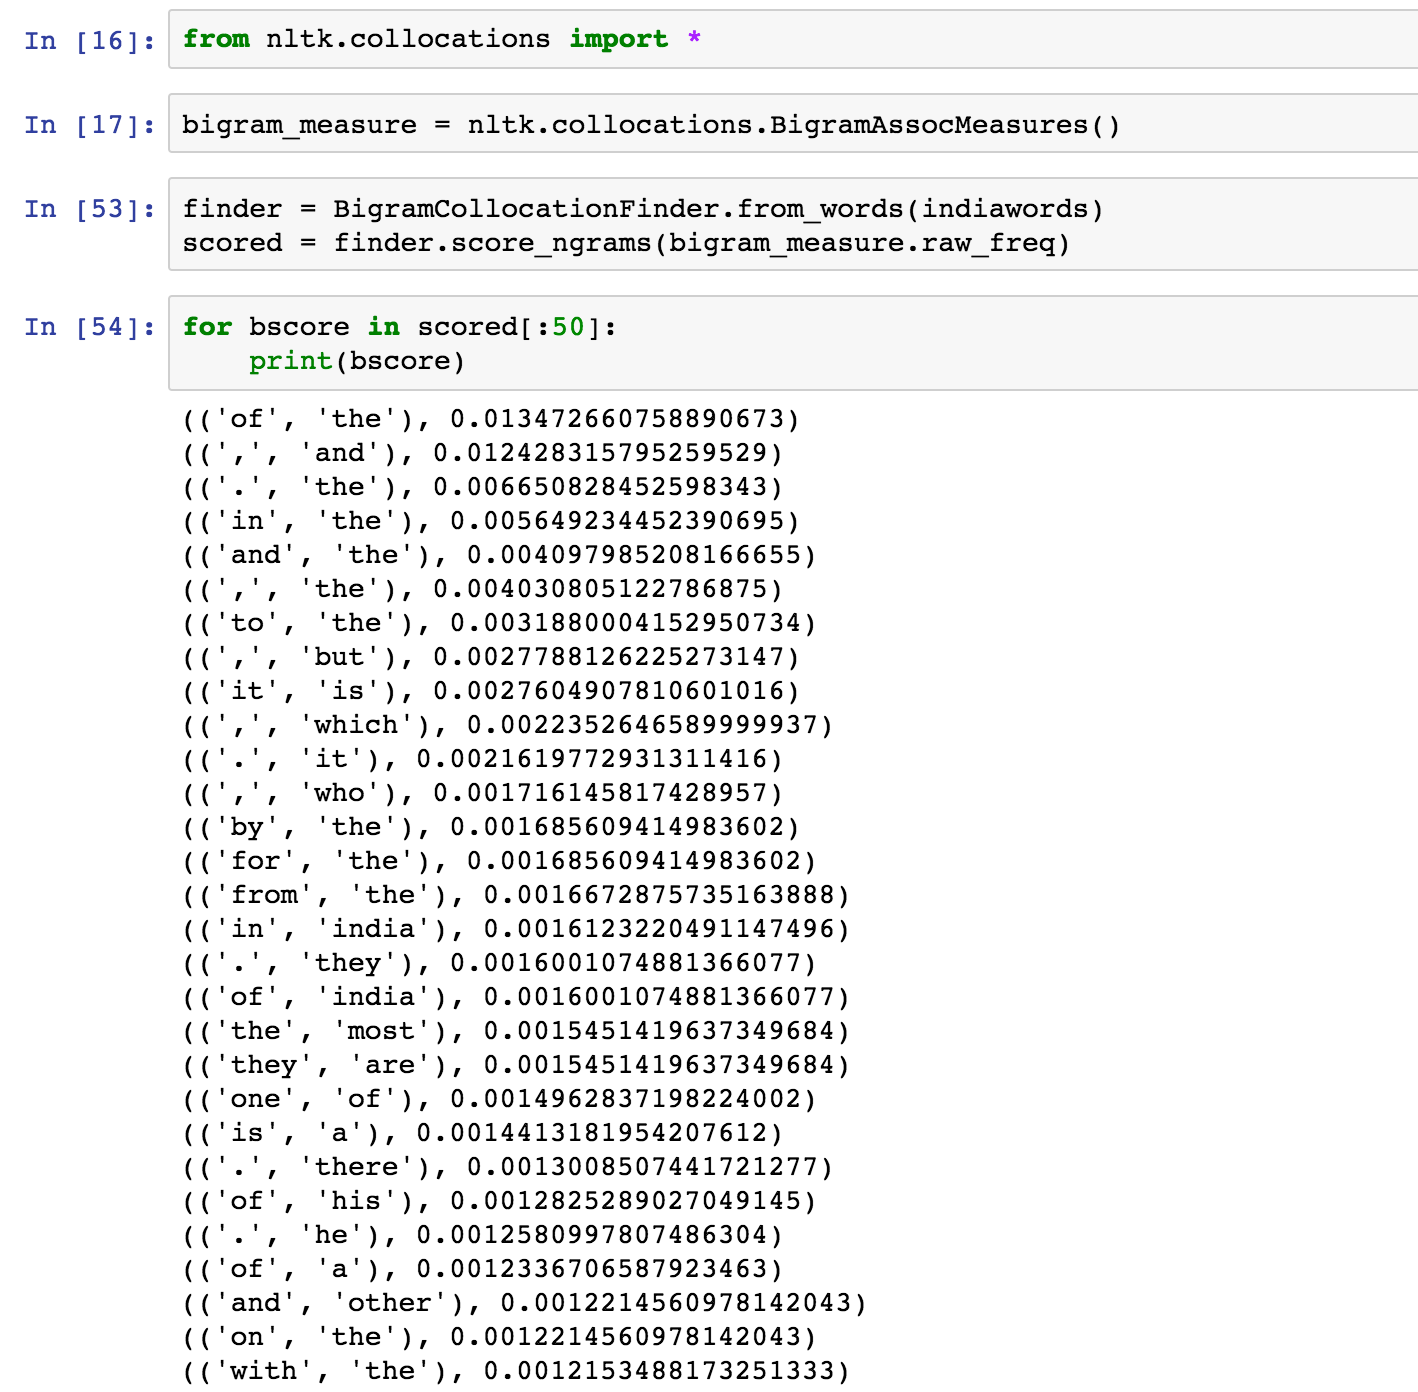 In [16]: from nltk.collocations import *
In [17]: bigram_measure = nltk.collocations.BigramAssocMeasures()
In [53]: finder = BigramCollocationFinder.from_words(indiawords)
scored = finder.score_ngrams(bigram_measure.raw_freq)
In [54]: for bscore in scored[:50]:
    print(bscore)
(('of', 'the'), 0.013472660758890673)
((',', 'and'), 0.012428315795259529)
(('.', 'the'), 0.006650828452598343)
(('in', 'the'), 0.005649234452390695)
(('and', 'the'), 0.004097985208166655)
((',', 'the'), 0.004030805122786875)
(('to', 'the'), 0.0031880004152950734)
((',', 'but'), 0.0027788126225273147)
(('it', 'is'), 0.0027604907810601016)
((',', 'which'), 0.0022352646589999937)
(('.', 'it'), 0.0021619772931311416)
((',', 'who'), 0.001716145817428957)
(('by', 'the'), 0.001685609414983602)
(('for', 'the'), 0.001685609414983602)
(('from', 'the'), 0.0016672875735163888)
(('in', 'india'), 0.0016123220491147496)
(('.', 'they'), 0.0016001074881366077)
(('of', 'india'), 0.0016001074881366077)
(('the', 'most'), 0.0015451419637349684)
(('they', 'are'), 0.0015451419637349684)
(('one', 'of'), 0.0014962837198224002)
(('is', 'a'), 0.0014413181954207612)
(('.', 'there'), 0.0013008507441721277)
(('of', 'his'), 0.0012825289027049145)
(('.', 'he'), 0.0012580997807486304)
(('of', 'a'), 0.0012336706587923463)
(('and', 'other'), 0.0012214560978142043)
(('on', 'the'), 0.0012214560978142043)
(('with', 'the'), 0.0012153488173251333)